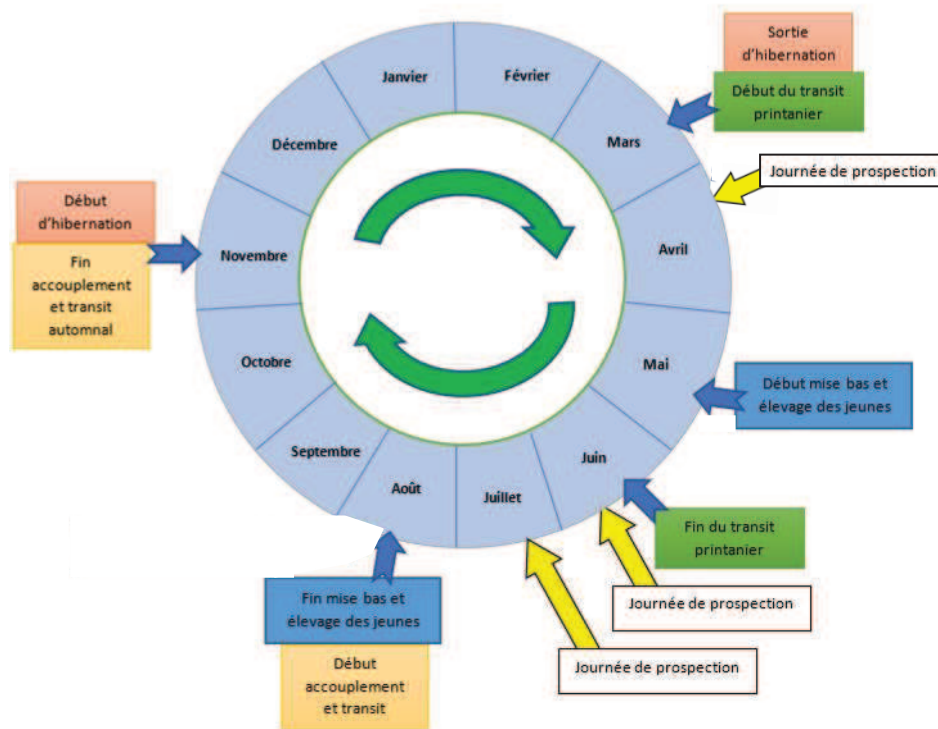 Janvier
Février
Mars
Avril
Mai
Juin
Juillet
Août
Septembre
Octobre
Novembre
Décembre
Sortie
d'hibernation
Début du transit
printanier
Journée de prospection
Début mise bas et
élevage des jeunes
Fin du transit
printanier
Journée de prospection
Journée de prospection
Fin mise bas et
élevage des jeunes
Début
accouplement
et transit
Début
d'hibernation
Fin
accouplement
et transit
automnal